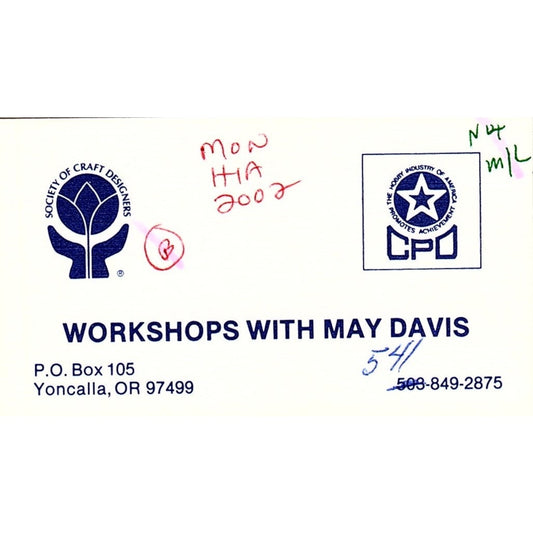 SOCIETY OF CRAFT DESIGNERS
®
MON
HIA
2002
B
Not
M/L
THE HOBBY INDUSTRY OF AMERICA
PROMOTES ACHIEVEMENT
CPD
WORKSHOPS WITH MAY DAVIS
P.O. Box 105
Yoncalla, OR 97499
541
503-849-2875